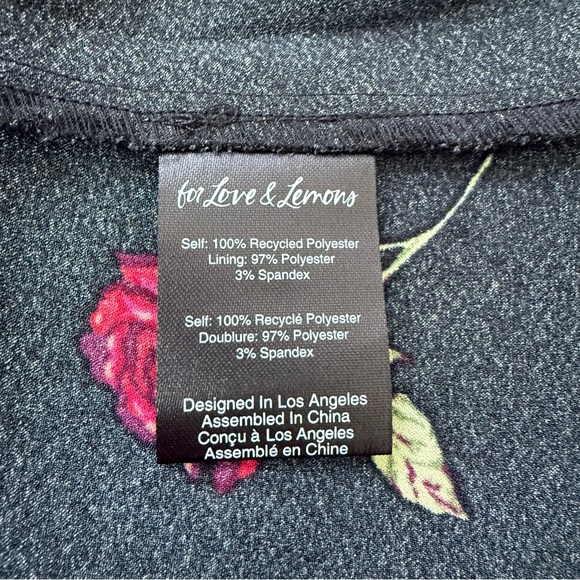 for Love & Lemons
Self: 100% Recycled Polyester
Lining: 97% Polyester
3% Spandex
Self: 100% Recyclé Polyester
Doublure: 97% Polyester
3% Spandex
Designed In Los Angeles
Assembled In China
Conçu à Los Angeles
Assemblé en Chine